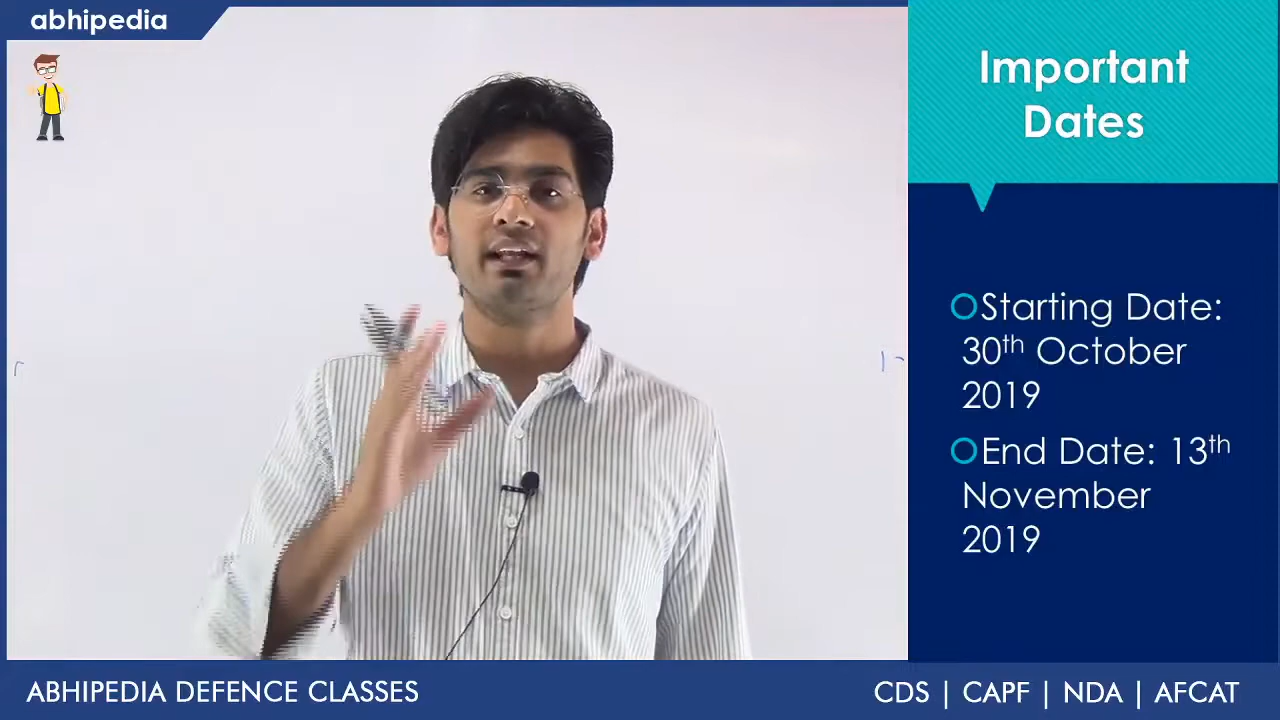 abhipedia
Important
Dates
Starting Date:
30th October
2019
End Date: 13th
November
2019
ABHIPEDIA DEFENCE CLASSES
CDS | CAPF | NDA | AFCAT